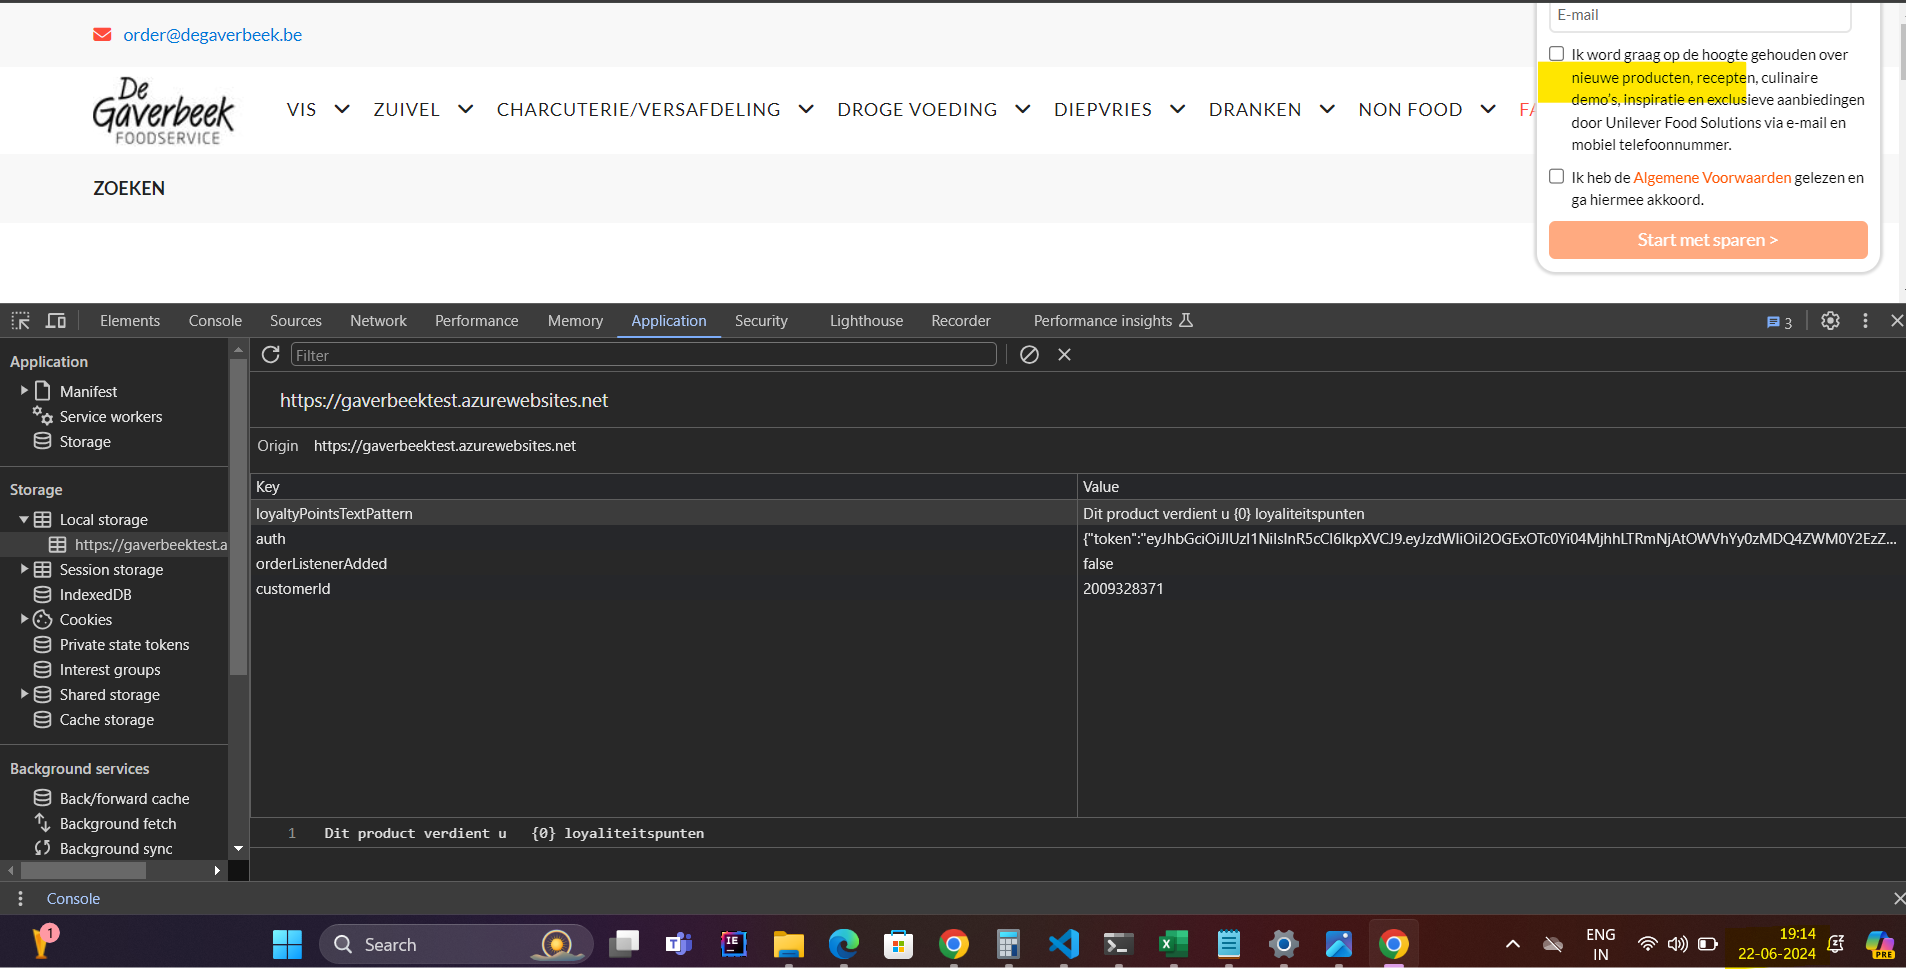 order@degaverbeek.be
E-mail
Ik word graag op de hoogte gehouden over
nieuwe producten, recepten, culinaire
demo's, inspiratie en exclusieve aanbiedingen
door Unilever Food Solutions via e-mail en
mobiel telefoonnummer.
Ik heb de Algemene Voorwaarden gelezen en
ga hiermee akkoord.
Start met sparen >
De
Gaverbeek
FOODSERVICE
VIS ZUIVEL CHARCUTERIE/VERSAFDELING DROGE VOEDING DIEPVRIES DRANKEN NON FOOD FA
ZOEKEN
Elements Console Sources Network Performance Memory Application Security Lighthouse Recorder Performance insights 3
Application
Manifest
Service workers
Storage
Storage
Local storage
https://gaverbeektest.a
Session storage
IndexedDB
Cookies
Private state tokens
Interest groups
Shared storage
Cache storage
Background services
Back/forward cache
Background fetch
Background sync
Filter
https://gaverbeektest.azurewebsites.net
Origin https://gaverbeektest.azurewebsites.net
Key Value
loyaltyPointsTextPattern Dit product verdient u {0} loyaliteitspunten
auth {"token":
orderListenerAdded false
customerId 2009328371
1 Dit product verdient u {0} loyaliteitspunten
Console
1
Search
ENG
IN
19:14
22-06-2024
PRE